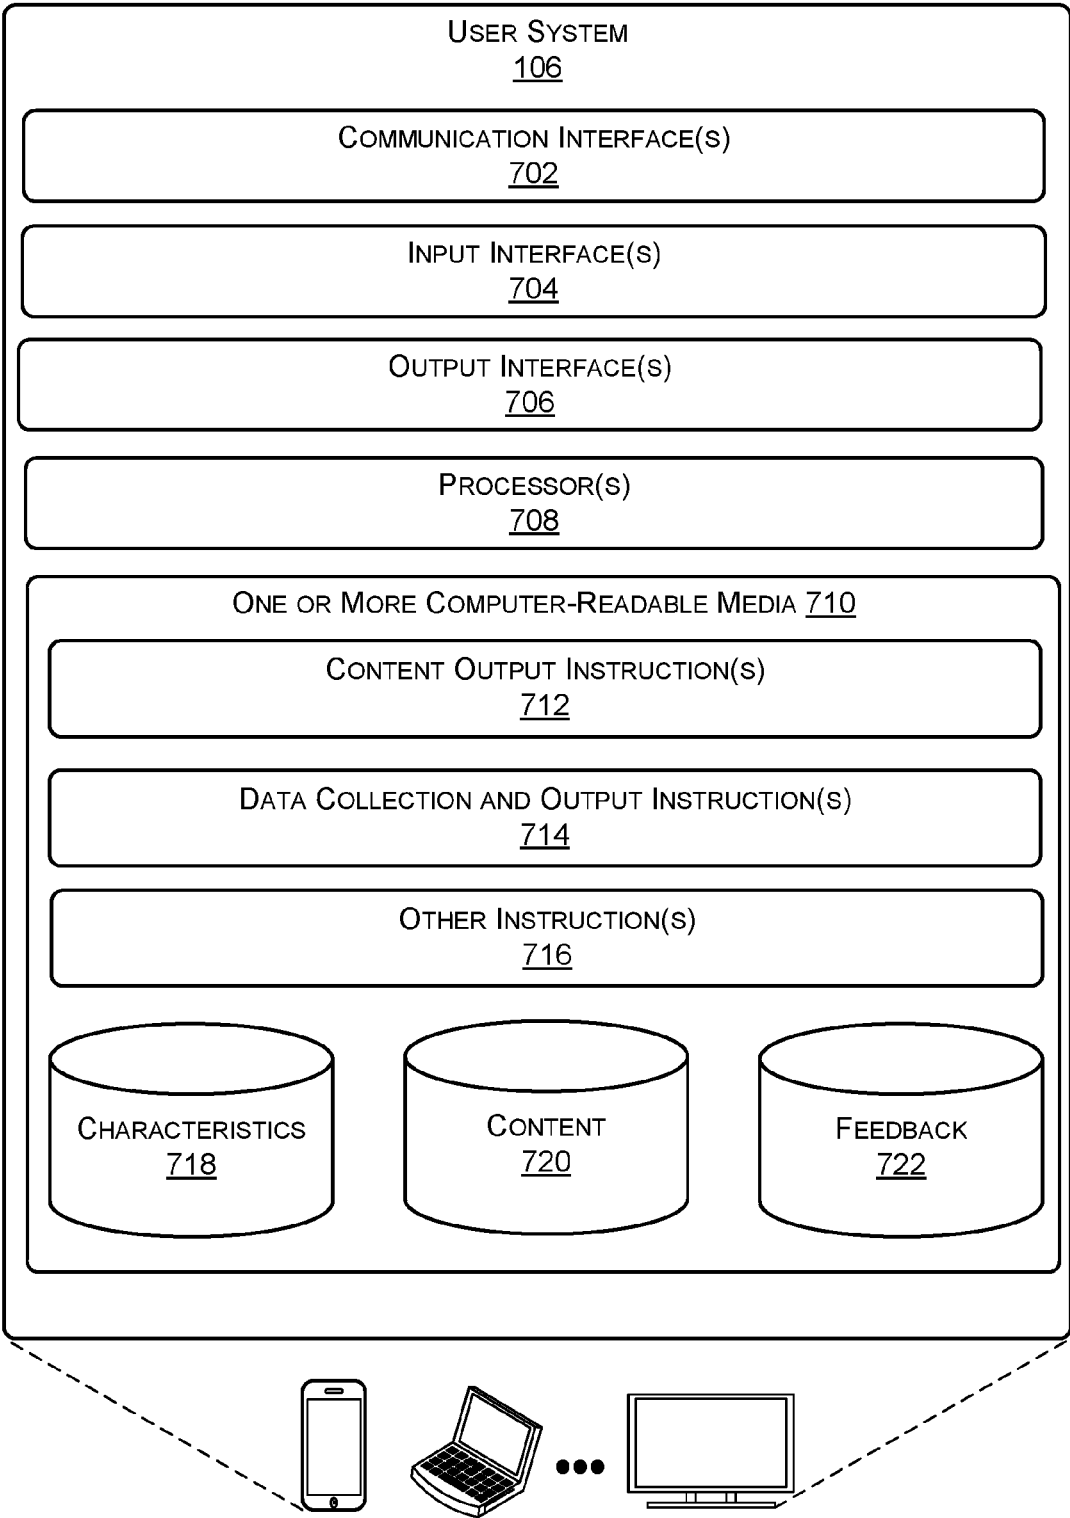 User System
106
Communication Interface(s)
702
Input Interface(s)
704
Output Interface(s)
706
Processor(s)
708
One or More Computer-Readable Media 710
Content Output Instruction(s)
712
Data Collection and Output Instruction(s)
714
Other Instruction(s)
716
Characteristics
718
Content
720
Feedback
722